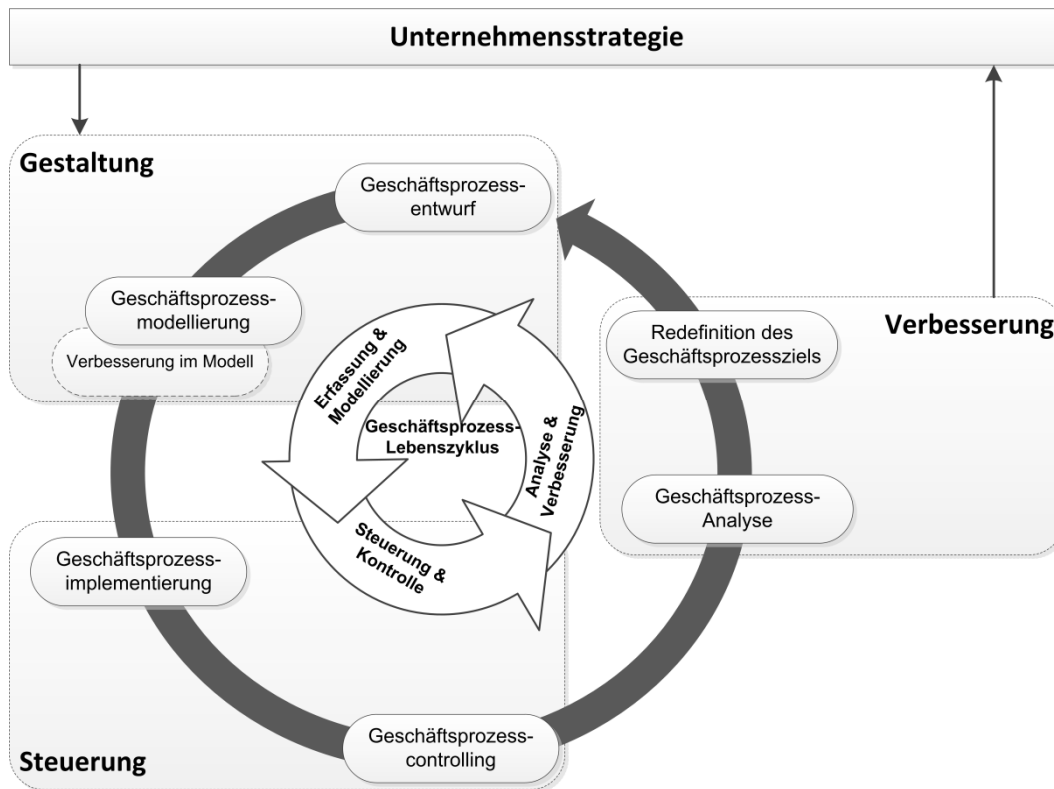 Unternehmensstrategie
Gestaltung
Geschäftsprozess-
entwurf
Geschäftsprozess-
modellierung
Verbesserung im Modell
Verbesserung
Redefinition des
Geschäftsprozessziels
Erfassung &
Modellierung
Geschäftsprozess-
Lebenszyklus
Analyse &
Verbesserung
Steuerung &
Kontrolle
Geschäftsprozess-
Analyse
Geschäftsprozess-
implementierung
Geschäftsprozess-
controlling
Steuerung